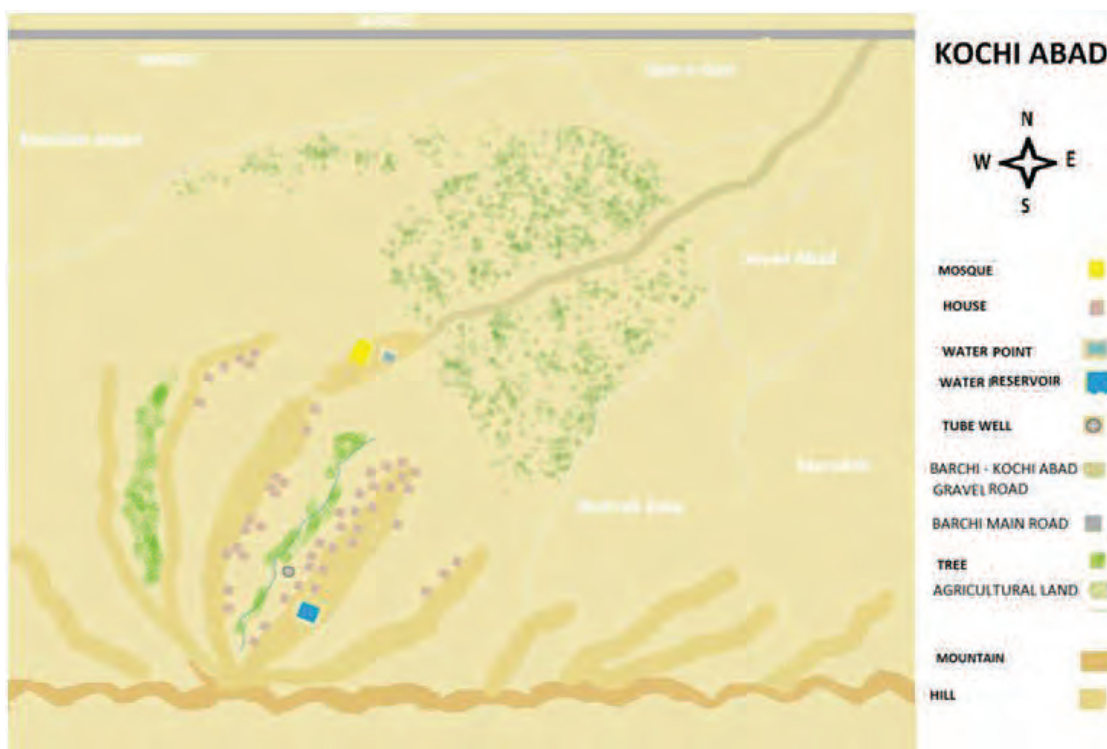 KOCHI ABAD
N
W E
S
MOSQUE
HOUSE
WATER POINT
WATER RESERVOIR
TUBE WELL
BARCHI - KOCHI ABAD
GRAVEL ROAD
BARCHI MAIN ROAD
TREE
AGRICULTURAL LAND
MOUNTAIN
HILL